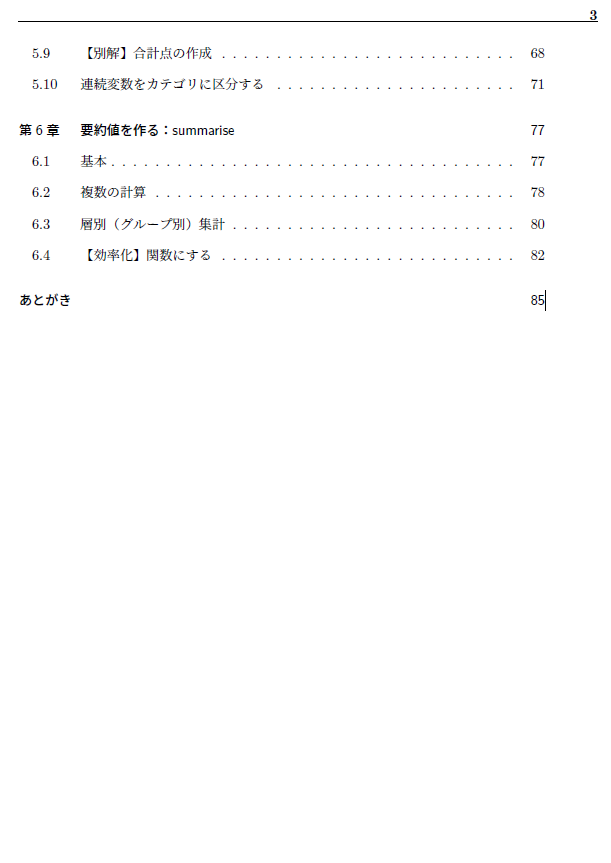 3
5.9 【別解】合計点の作成 . . . . . . . . . . . . . . . . . . . . . . . . . . . 68
5.10 連続変数をカテゴリに区分する . . . . . . . . . . . . . . . . . . . . . . 71
第 6 章 要約値を作る：summarise 77
6.1 基本 . . . . . . . . . . . . . . . . . . . . . . . . . . . . . . . . . . . . . 77
6.2 複数の計算 . . . . . . . . . . . . . . . . . . . . . . . . . . . . . . . . . 78
6.3 層別（グループ別）集計 . . . . . . . . . . . . . . . . . . . . . . . . . . 80
6.4 【効率化】関数にする . . . . . . . . . . . . . . . . . . . . . . . . . . . 82
あとがき 85